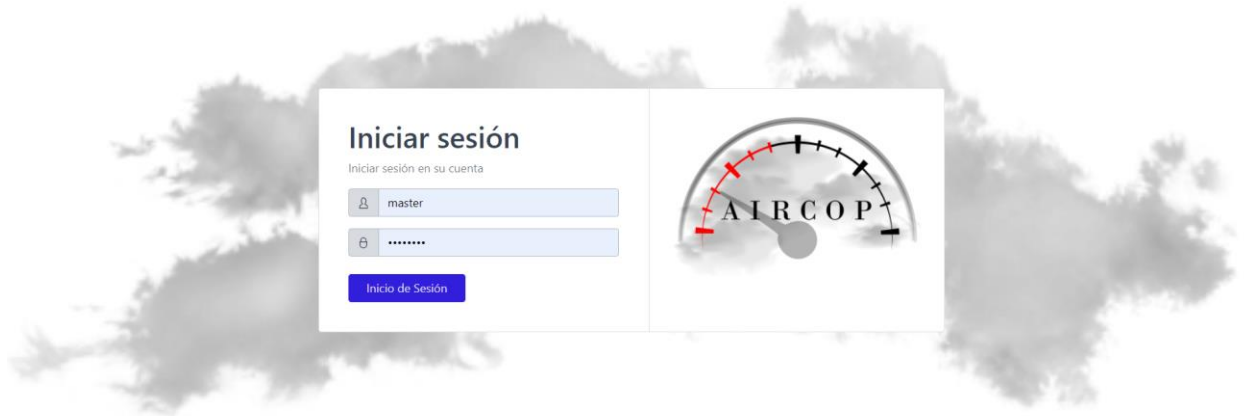 Iniciar sesión
Iniciar sesión en su cuenta
master
••••••••
Inicio de Sesión
AIRCOP